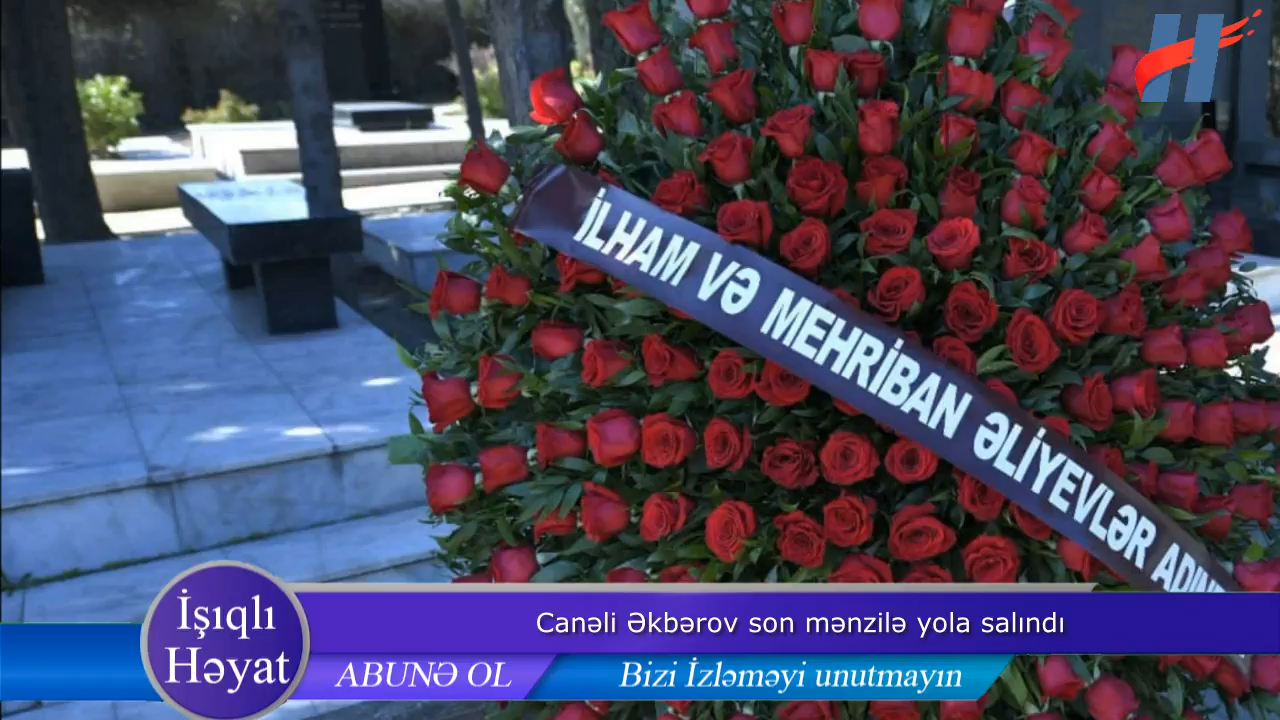 İLHAM VƏ MEHRİBAN ƏLİYEVLƏR
İşıqlı
Həyat
Canəli Əkbərov son mənzilə yola salındı
ABUNƏ OL
Bizi İzləməyi unutmayın